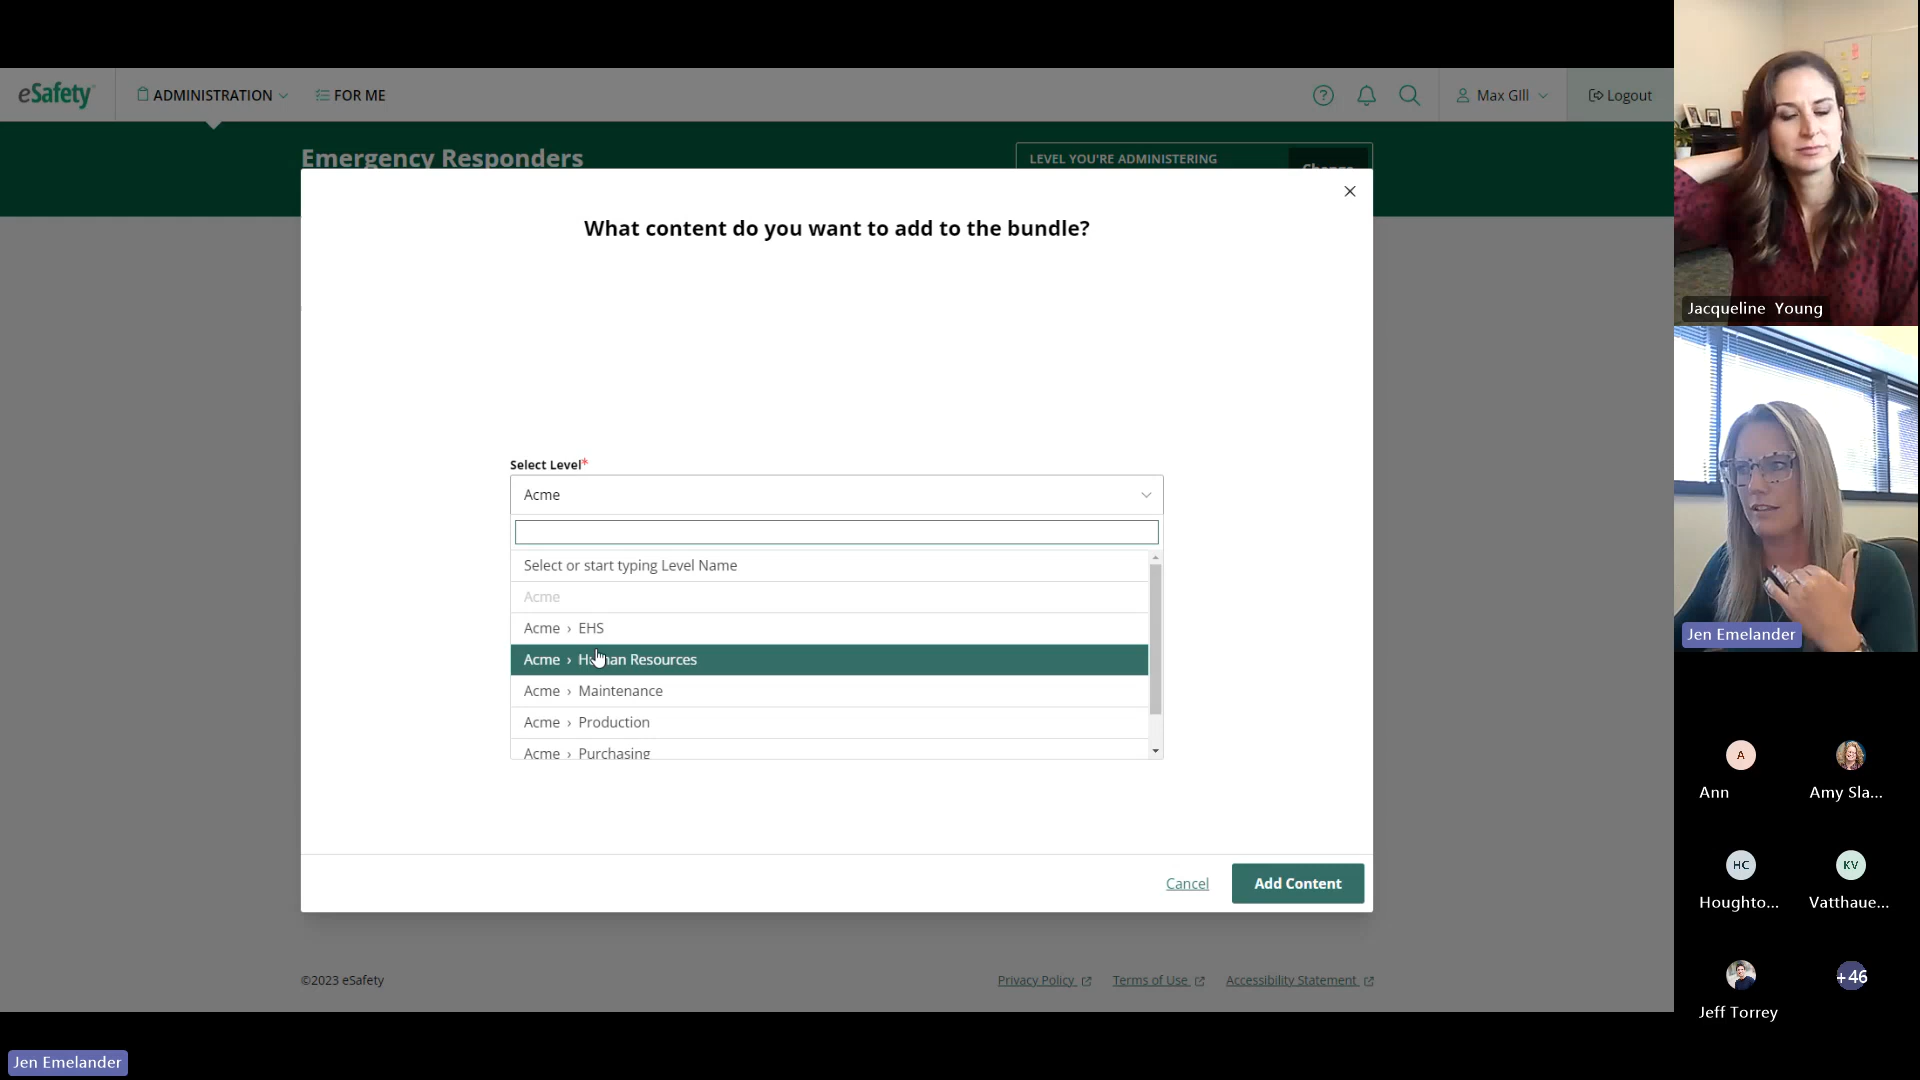 eSafety
ADMINISTRATION
FOR ME
Max GIll
Logout
Emergency Responders
LEVEL YOU'RE ADMINISTERING
Change
What content do you want to add to the bundle?
Select Level*
Acme
Select or start typing Level Name
Acme
Acme › EHS
Acme › Human Resources
Acme › Maintenance
Acme › Production
Acme › Purchasing
Cancel
Add Content
©2023 eSafety
Privacy Policy
Terms of Use
Accessibility Statement
Jen Emelander
Jacqueline Young
Jen Emelander
A
Ann
Amy Sla...
HC
Houghto...
KV
Vatthaue...
Jeff Torrey
+46